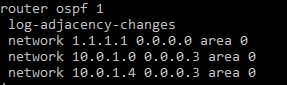 router ospf 1
 log-adjacency-changes
 network 1.1.1.1 0.0.0.0 area 0
 network 10.0.1.0 0.0.0.3 area 0
 network 10.0.1.4 0.0.0.3 area 0